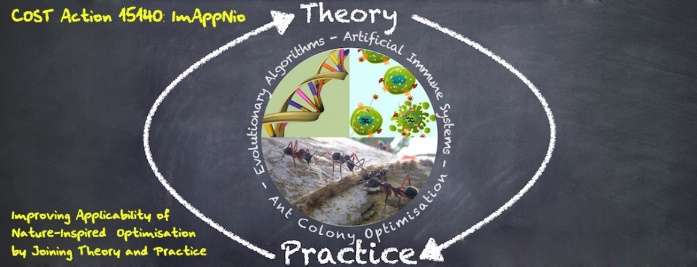 COST Action 15140: ImAppNio
Theory
Evolutionary Algorithms - Artificial Immune Systems -
Ant Colony Optimisation -
Practice
Improving Applicability of
Nature-Inspired Optimisation
by Joining Theory and Practice